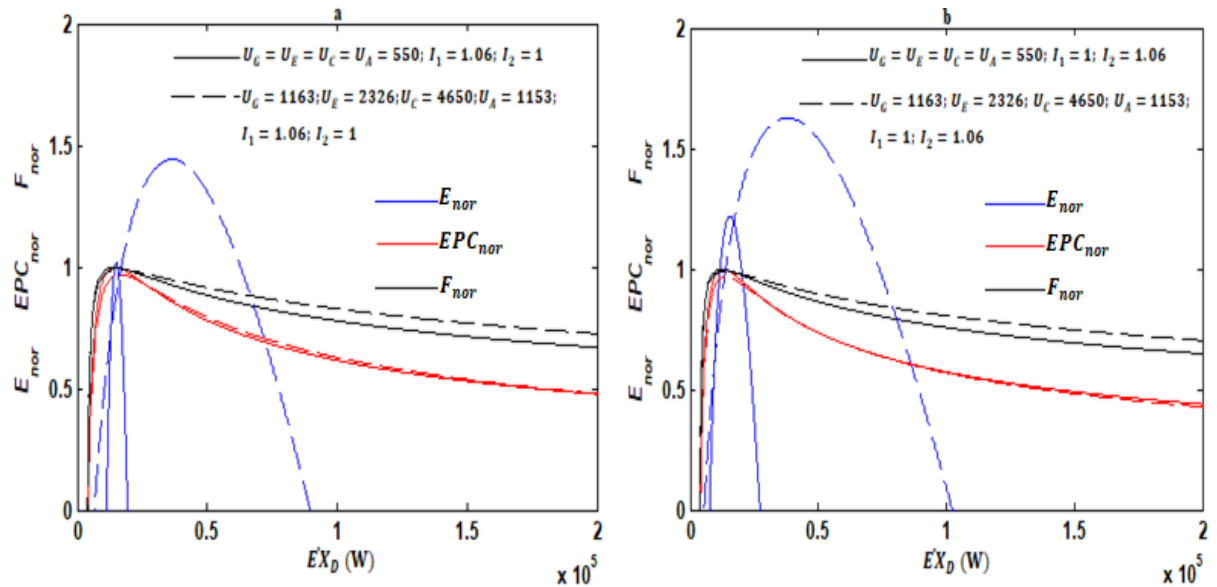 a
2
1.5
1
0.5
0
E_nor EPC_nor F_nor
U_G = U_E = U_C = U_A = 550; I_1 = 1.06; I_2 = 1
U_G = 1163; U_E = 2326; U_C = 4650; U_A = 1153;
I_1 = 1.06; I_2 = 1
E_nor
EPC_nor
F_nor
0 0.5 1 1.5 2
E'X_D (W)
x 10^5
b
2
1.5
1
0.5
0
E_nor EPC_nor F_nor
U_G = U_E = U_C = U_A = 550; I_1 = 1; I_2 = 1.06
U_G = 1163; U_E = 2326; U_C = 4650; U_A = 1153;
I_1 = 1; I_2 = 1.06
E_nor
EPC_nor
F_nor
0 0.5 1 1.5 2
E'X_D (W)
x 10^5